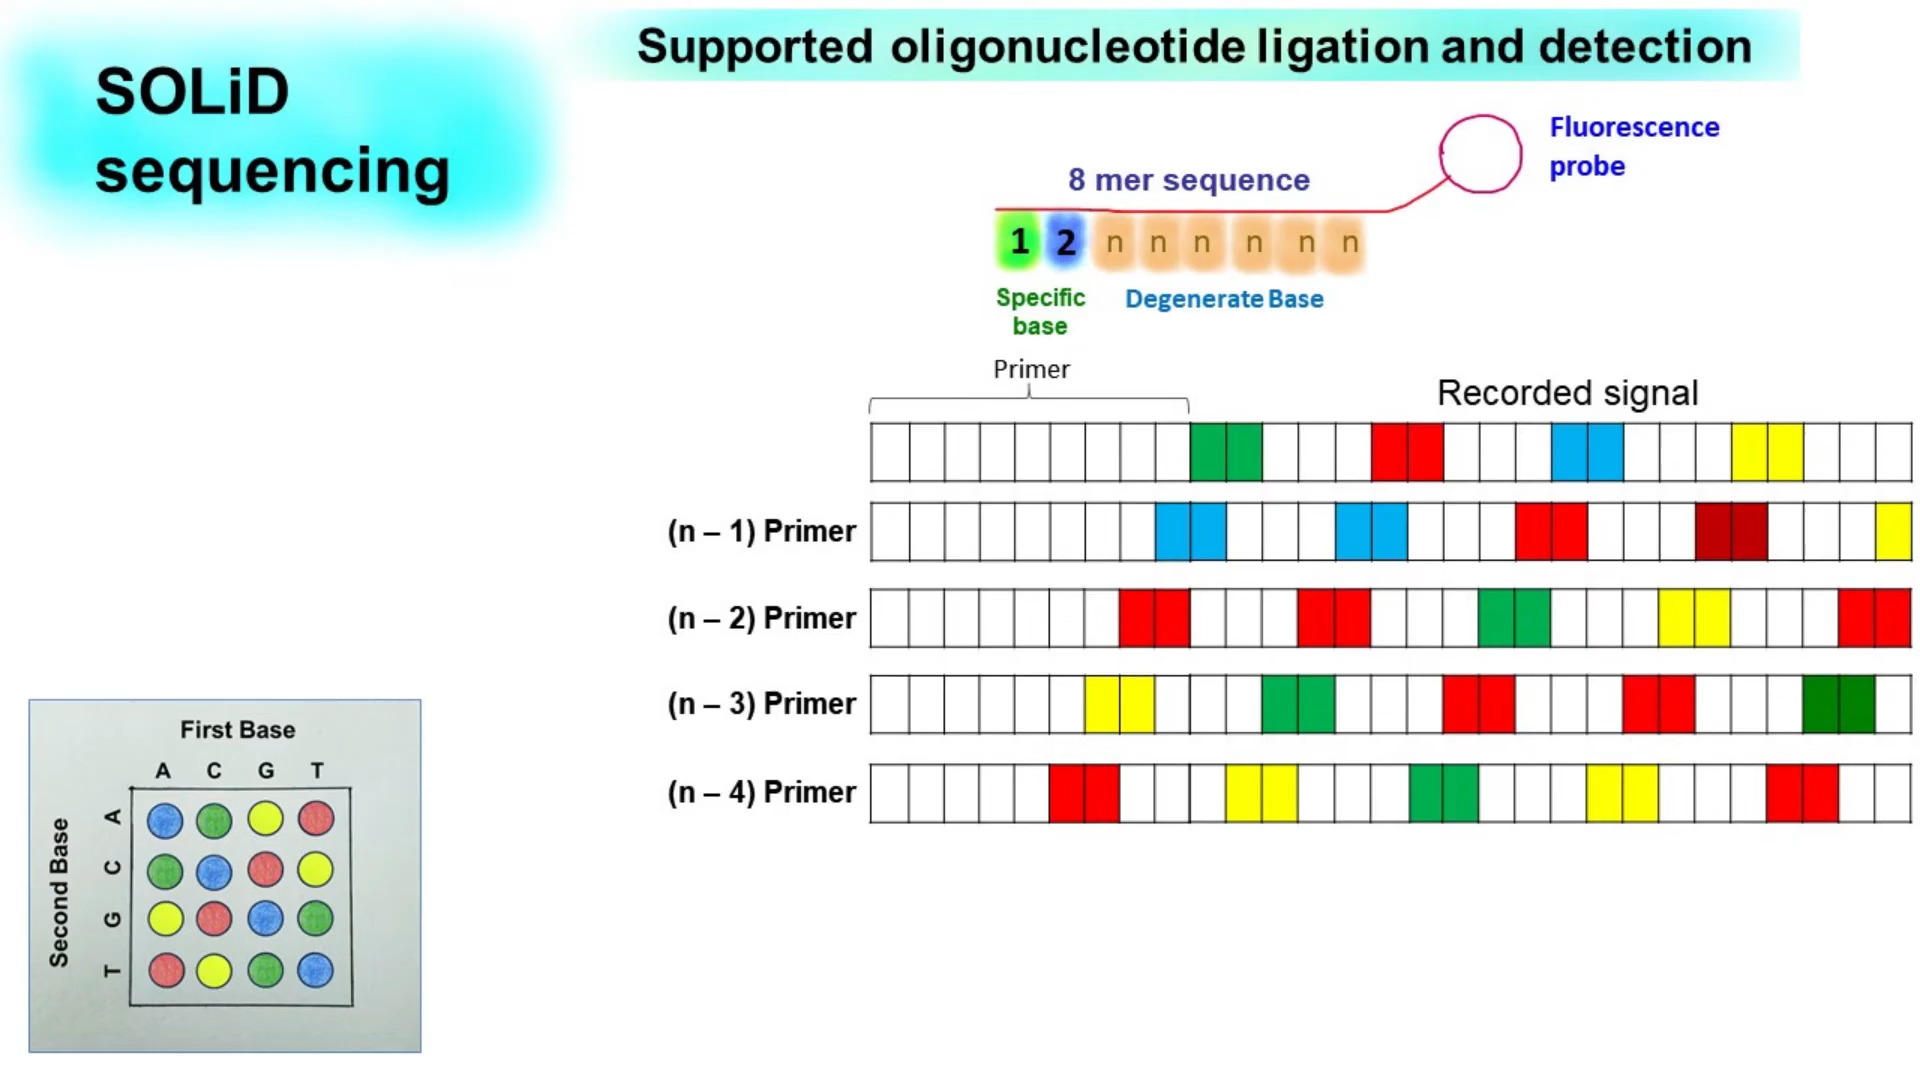 SOLiD
sequencing
Supported oligonucleotide ligation and detection
Fluorescence
probe
8 mer sequence
1 2 n n n n n n
Specific
base
Degenerate Base
Primer
Recorded signal
(n – 1) Primer
(n – 2) Primer
(n – 3) Primer
(n – 4) Primer
First Base
A C G T
Second Base
A
C
G
T